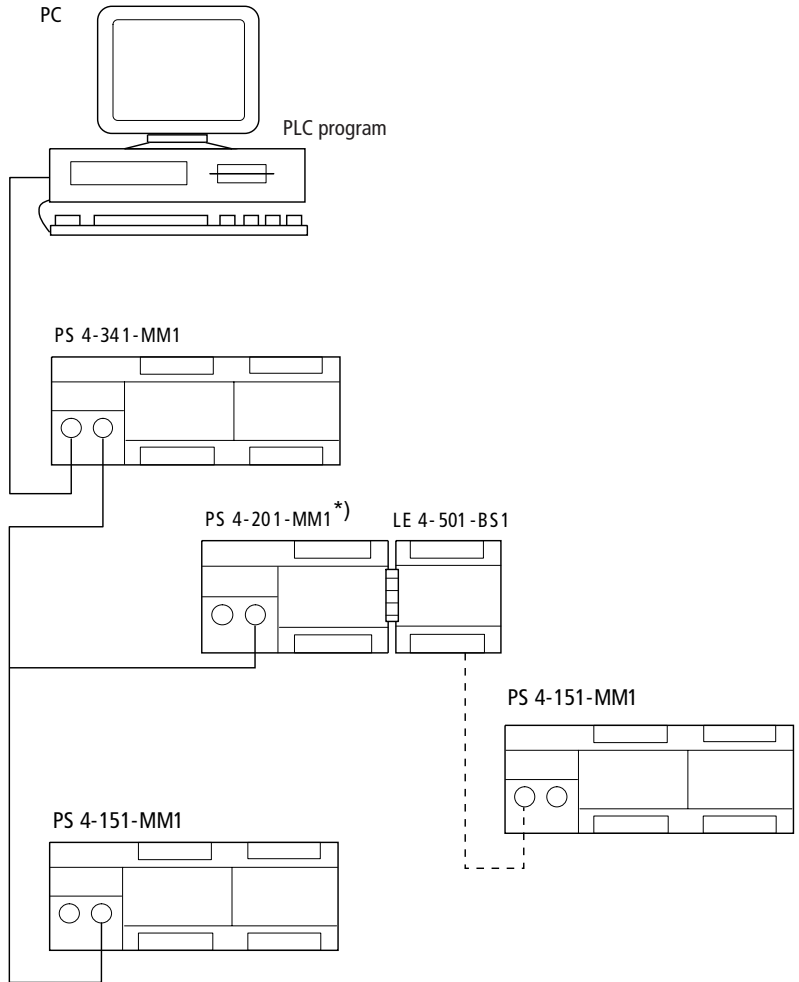 PC
PLC program
PS 4-341-MM1
PS 4-201-MM1*)
LE 4-501-BS1
PS 4-151-MM1
PS 4-151-MM1